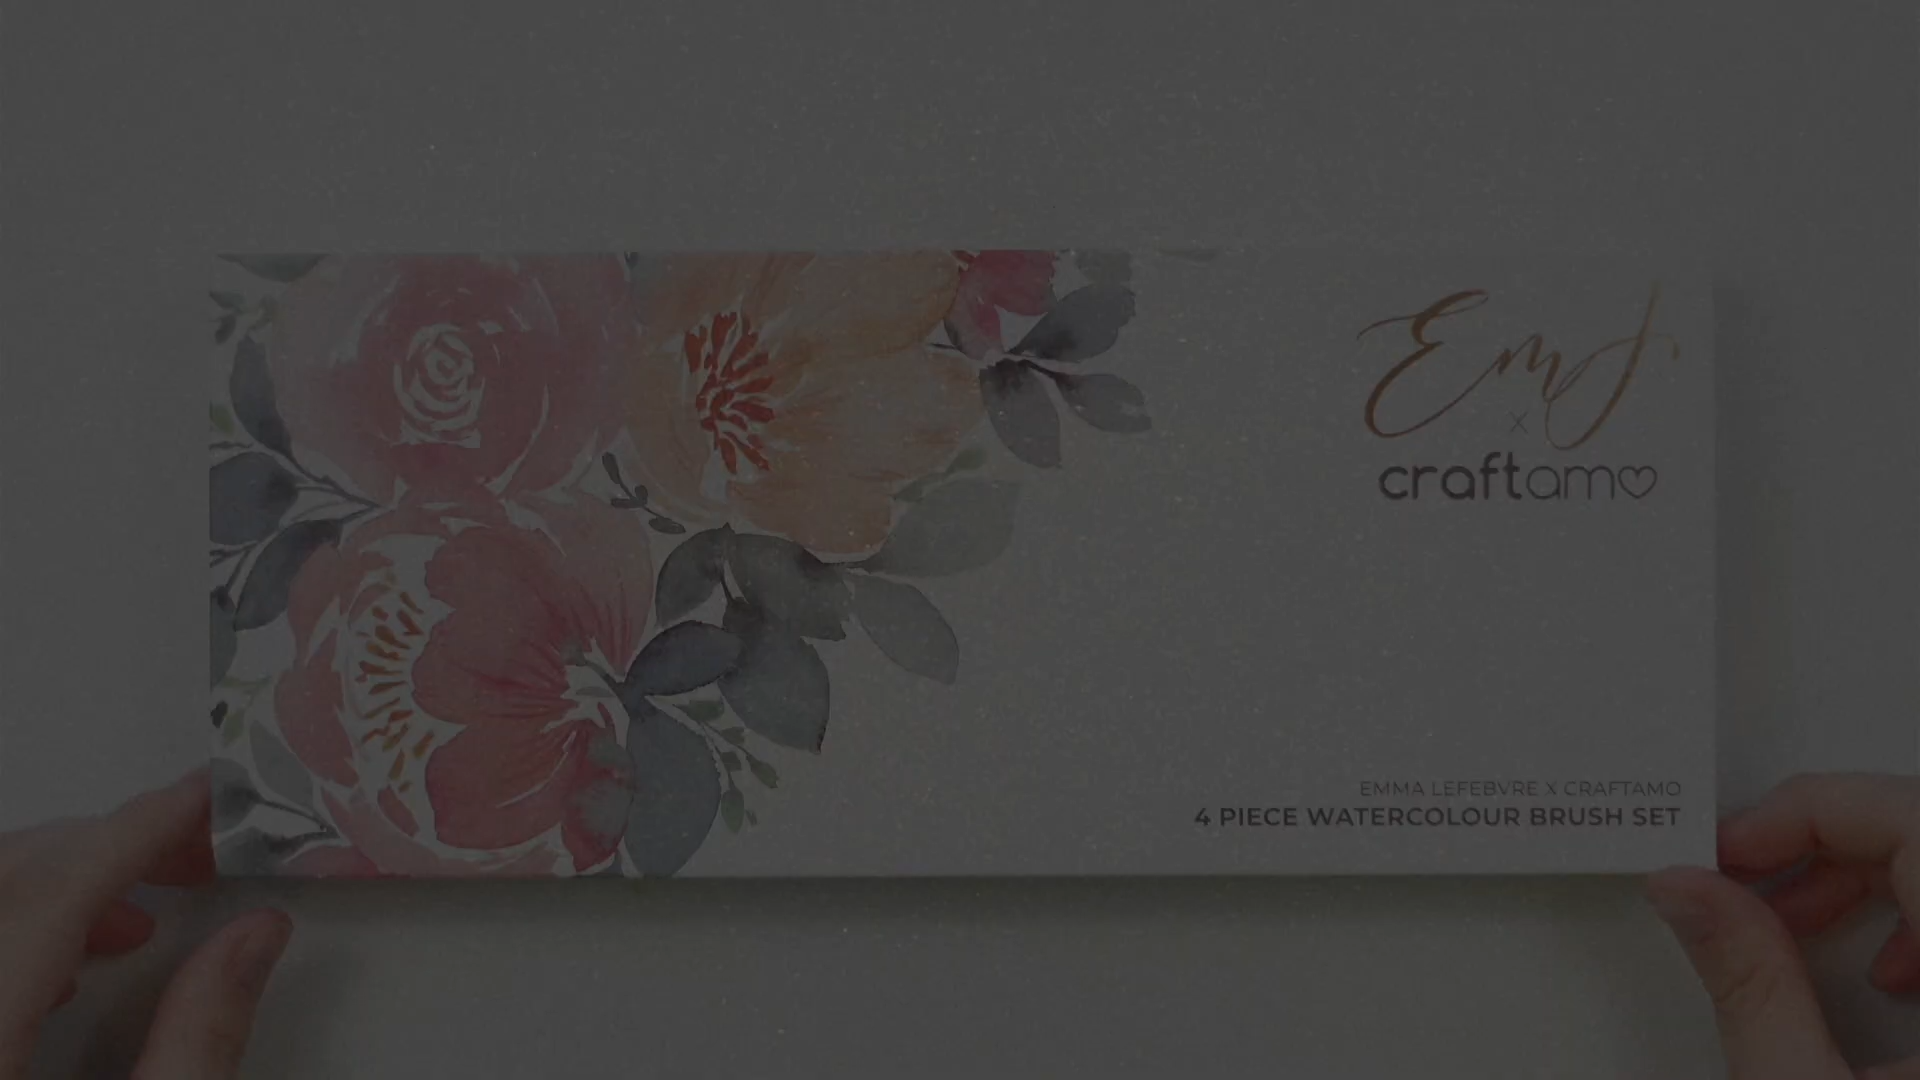 EmJ
x
craftamo
EMMA LEFEBVRE X CRAFTAMO
4 PIECE WATERCOLOUR BRUSH SET